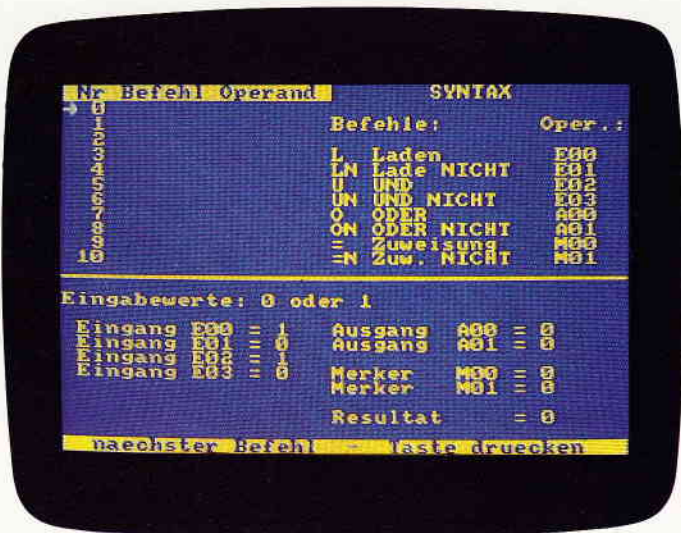 Nr Befehl Operand SYNTAX
0
1 Befehle: Oper.:
2
3 L Laden E00
4 LN Lade NICHT E01
5 U UND E02
6 UN UND NICHT E03
7 O ODER A00
8 ON ODER NICHT A01
9 = Zuweisung M00
10 =N Zuw. NICHT M01
Eingabewerte: 0 oder 1
Eingang E00 = 1 Ausgang A00 = 0
Eingang E01 = 0 Ausgang A01 = 0
Eingang E02 = 1
Eingang E03 = 0 Merker M00 = 0
Merker M01 = 0
Resultat = 0
naechster Befehl - Taste druecken